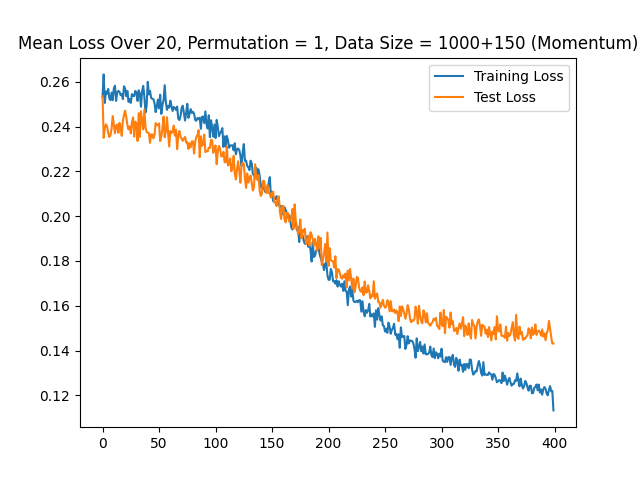 Mean Loss Over 20, Permutation = 1, Data Size = 1000+150 (Momentum)
Training Loss
Test Loss
0.26
0.24
0.22
0.20
0.18
0.16
0.14
0.12
0 50 100 150 200 250 300 350 400